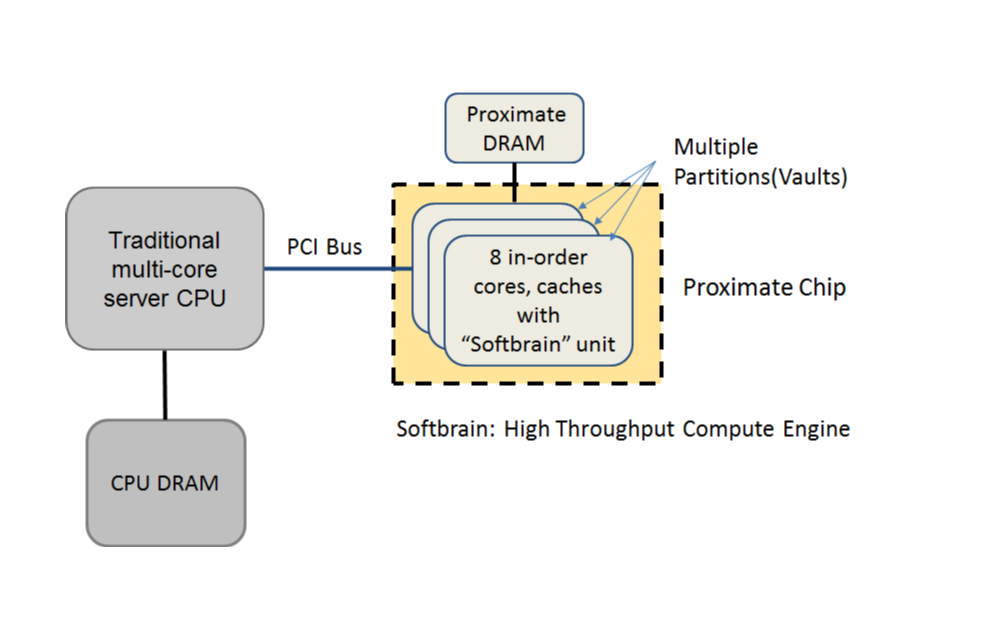 Proximate
DRAM
Multiple
Partitions(Vaults)
Traditional
multi-core
server CPU
PCI Bus
8 in-order
cores, caches
with
“Softbrain” unit
Proximate Chip
Softbrain: High Throughput Compute Engine
CPU DRAM